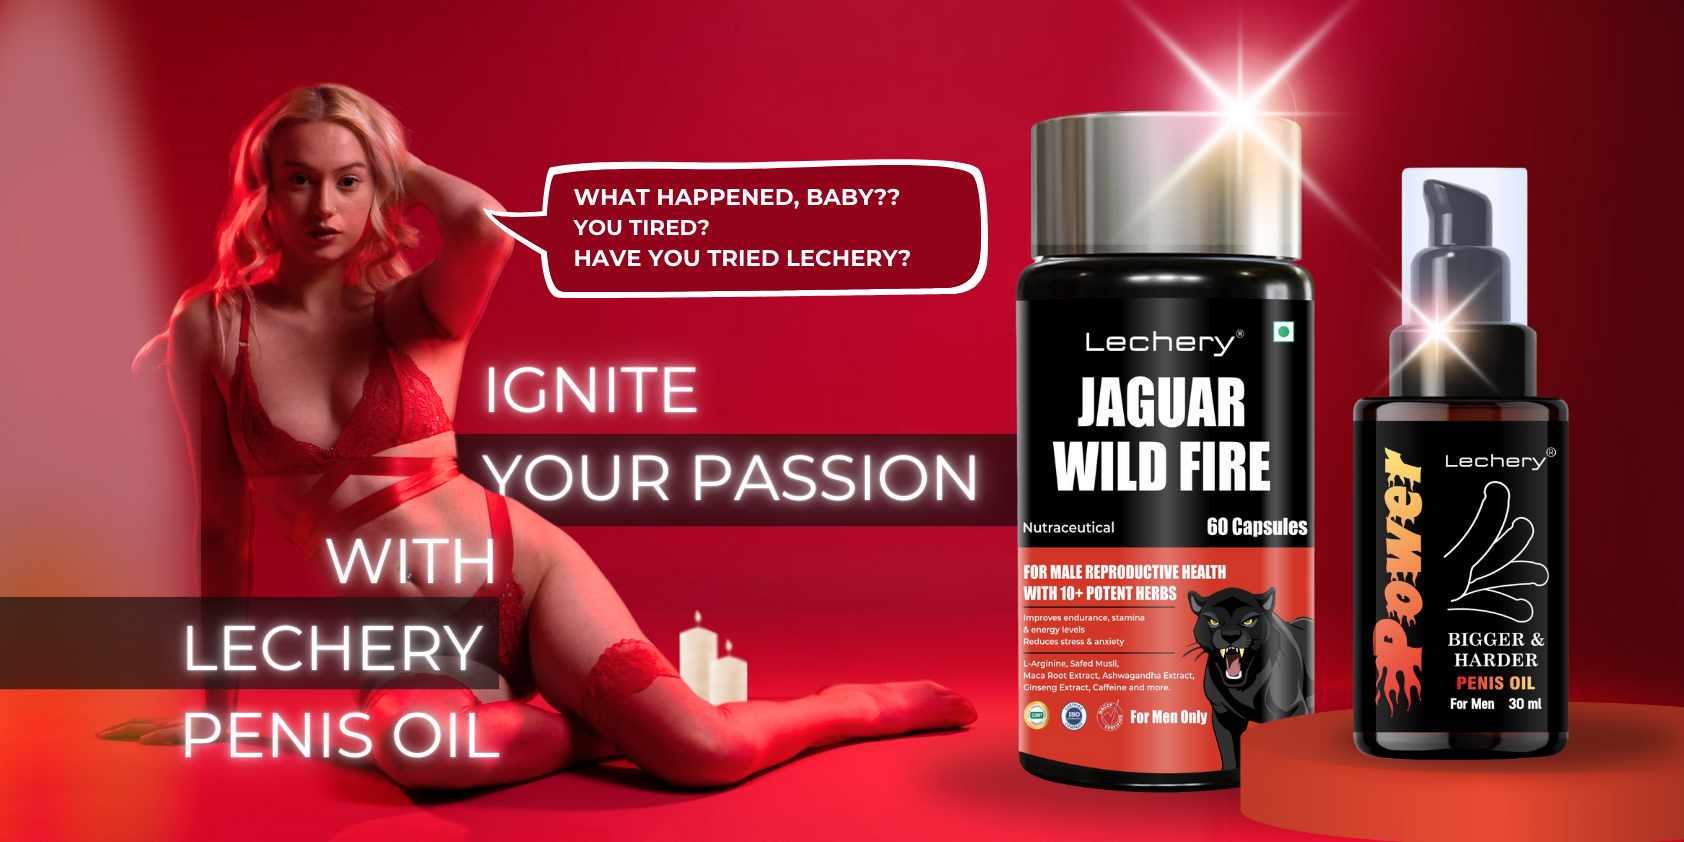 WHAT HAPPENED, BABY??
YOU TIRED?
HAVE YOU TRIED LECHERY?
IGNITE
YOUR PASSION
WITH
LECHERY
PENIS OIL
Lechery®
JAGUAR
WILD FIRE
Nutraceutical
60 Capsules
FOR MALE REPRODUCTIVE HEALTH
WITH 10+ POTENT HERBS
Improves endurance, stamina
& energy levels
Reduces stress & anxiety
L-Arginine, Safed Musli,
Maca Root Extract, Ashwagandha Extract,
Ginseng Extract, Caffeine and more.
GMP
ISO
For Men Only
Lechery®
Power
BIGGER &
HARDER
PENIS OIL
For Men 30 ml